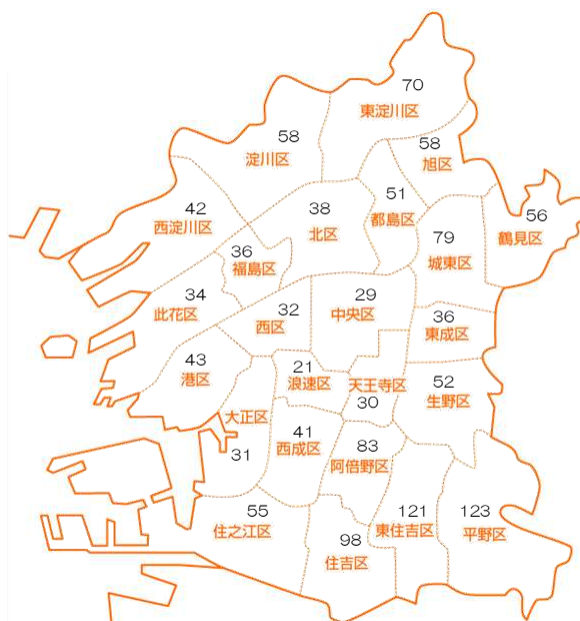 70
東淀川区
58
淀川区
58
旭区
42
西淀川区
38
北区
51
都島区
56
鶴見区
79
城東区
36
福島区
34
此花区
32
西区
29
中央区
36
東成区
43
港区
21
浪速区
天王寺区
30
52
生野区
大正区
31
41
西成区
83
阿倍野区
55
住之江区
98
住吉区
121
東住吉区
123
平野区